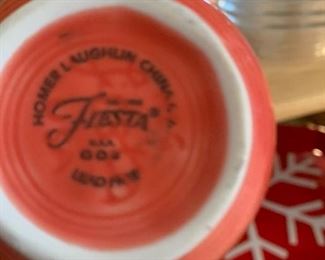 HOMER LAUGHLIN CHINA
FIESTA®
U.S.A.
LEAD FREE